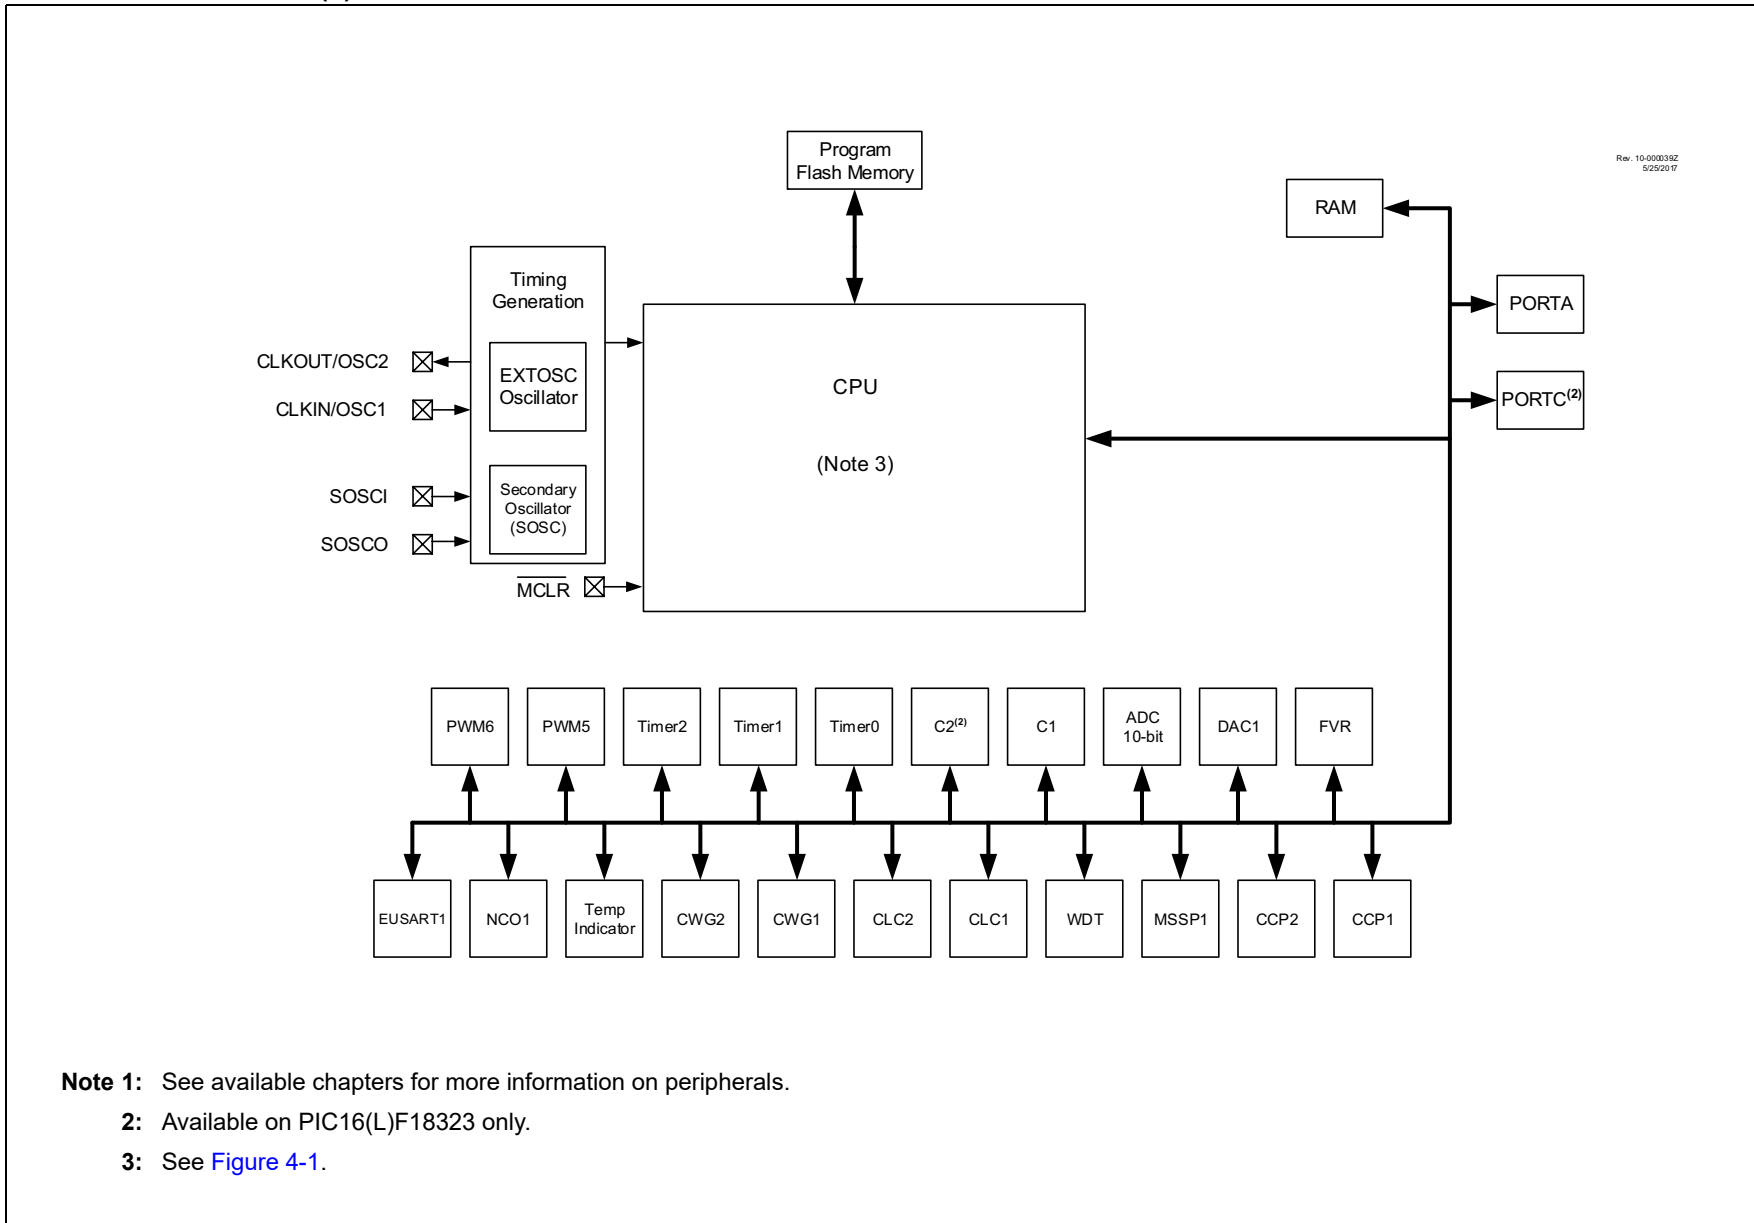 Program
Flash Memory
Rev. 10-000039Z
5/25/2017
RAM
Timing
Generation
PORTA
CLKOUT/OSC2
EXTOSC
Oscillator
CPU
PORTC(2)
CLKIN/OSC1
(Note 3)
SOSCI
Secondary
Oscillator
(SOSC)
SOSCO
MCLR
PWM6
PWM5
Timer2
Timer1
Timer0
C2(2)
C1
ADC
10-bit
DAC1
FVR
EUSART1
NCO1
Temp
Indicator
CWG2
CWG1
CLC2
CLC1
WDT
MSSP1
CCP2
CCP1
Note 1: See available chapters for more information on peripherals.
2: Available on PIC16(L)F18323 only.
3: See Figure 4-1.